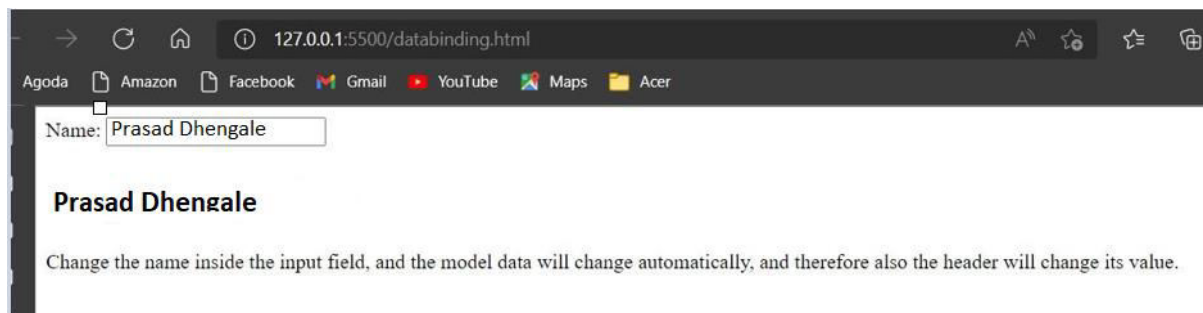 127.0.0.1:5500/databinding.html
Agoda Amazon Facebook Gmail YouTube Maps Acer
Name: Prasad Dhengale
Prasad Dhengale
Change the name inside the input field, and the model data will change automatically, and therefore also the header will change its value.